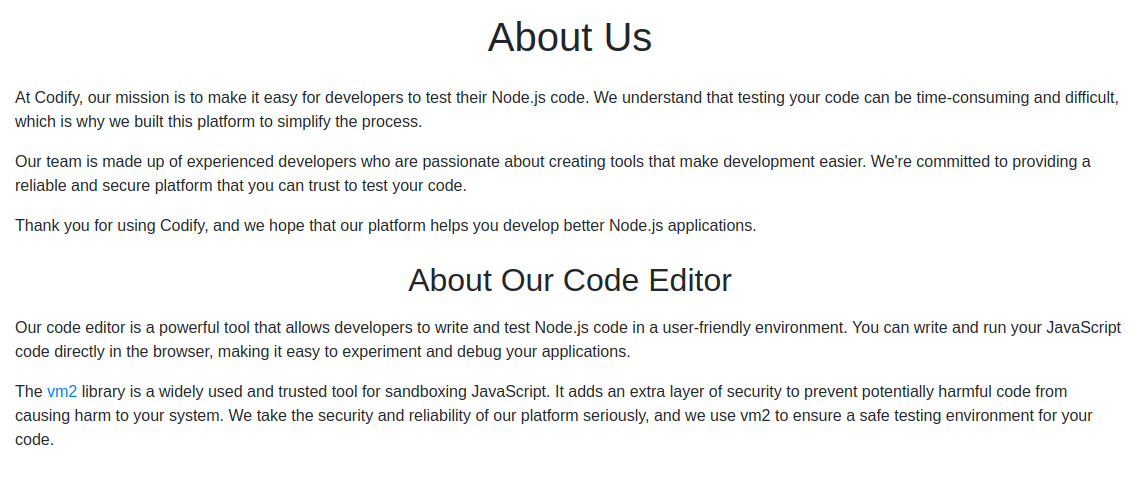 About Us
At Codify, our mission is to make it easy for developers to test their Node.js code. We understand that testing your code can be time-consuming and difficult,
which is why we built this platform to simplify the process.
Our team is made up of experienced developers who are passionate about creating tools that make development easier. We're committed to providing a
reliable and secure platform that you can trust to test your code.
Thank you for using Codify, and we hope that our platform helps you develop better Node.js applications.
About Our Code Editor
Our code editor is a powerful tool that allows developers to write and test Node.js code in a user-friendly environment. You can write and run your JavaScript
code directly in the browser, making it easy to experiment and debug your applications.
The vm2 library is a widely used and trusted tool for sandboxing JavaScript. It adds an extra layer of security to prevent potentially harmful code from
causing harm to your system. We take the security and reliability of our platform seriously, and we use vm2 to ensure a safe testing environment for your
code.